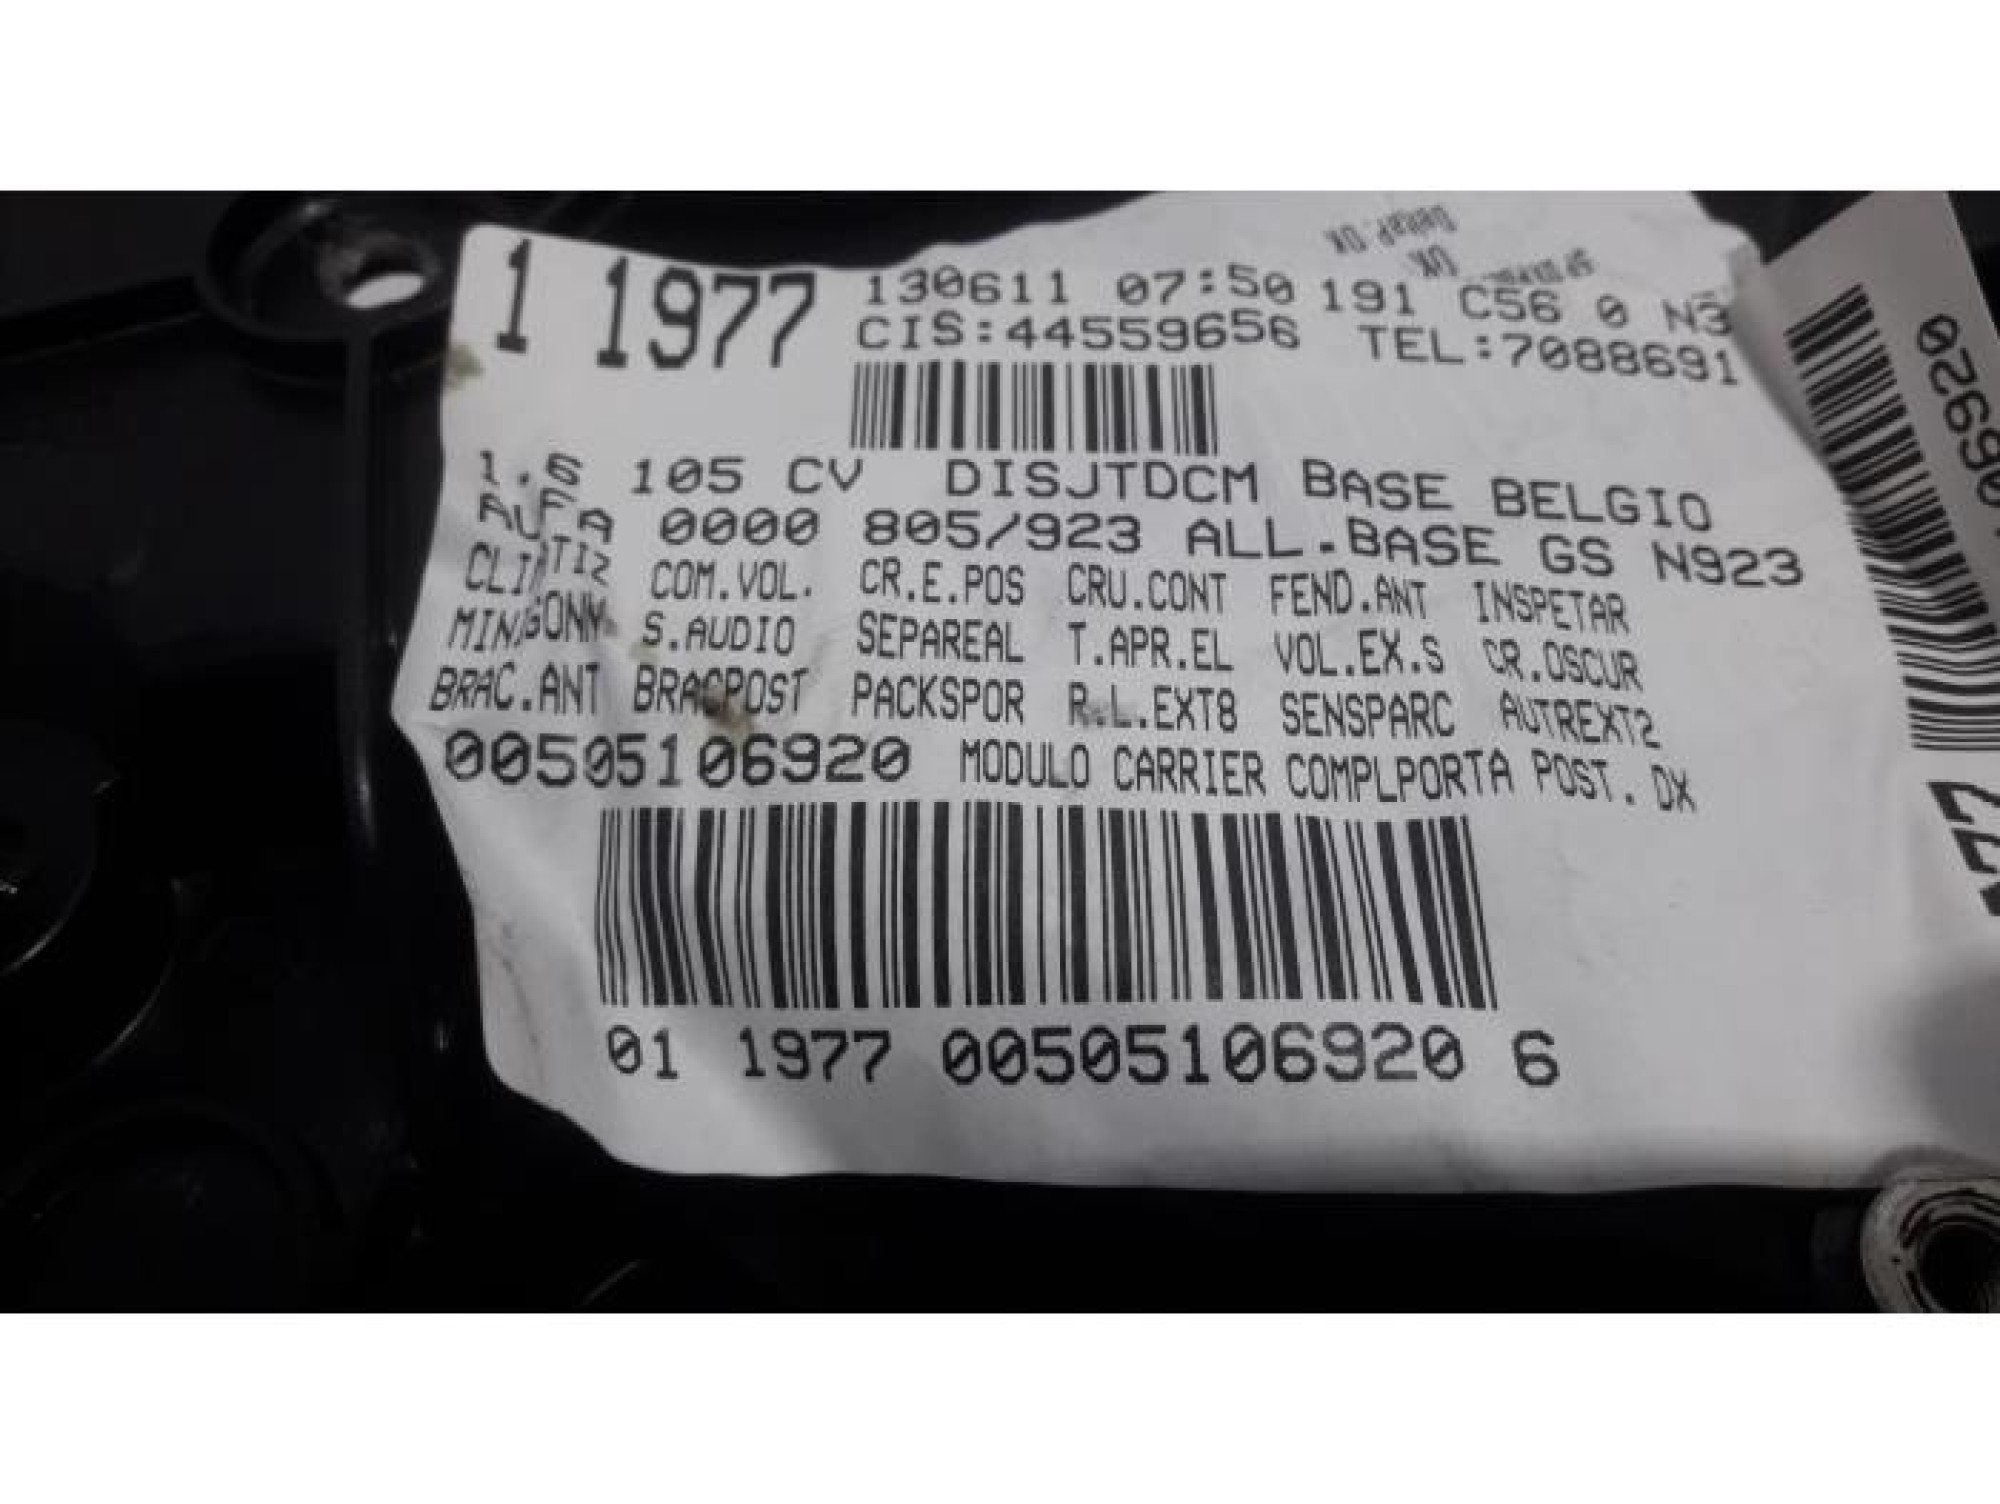 1 1977 130611 07:50 191 C56 0 N3
CIS:44559656 TEL:7088691
1.6 105 CV DISJTDCM BASE BELGIO
0000 805/923 ALL.BASE GS N923
COM.VOL. CR.E.POS CRU.CONT FEND.ANT INSPETAR
S.AUDIO SEPAREAL T.APR.EL VOL.EX.S CR.OSCUR
BRAC.ANT BRACPOST PACKSPOR R.L.EXT8 SENSPARC AUTREXT2
00505106920 MODULO CARRIER COMPLPORTA POST. DX
01 1977 00505106920 6
06920